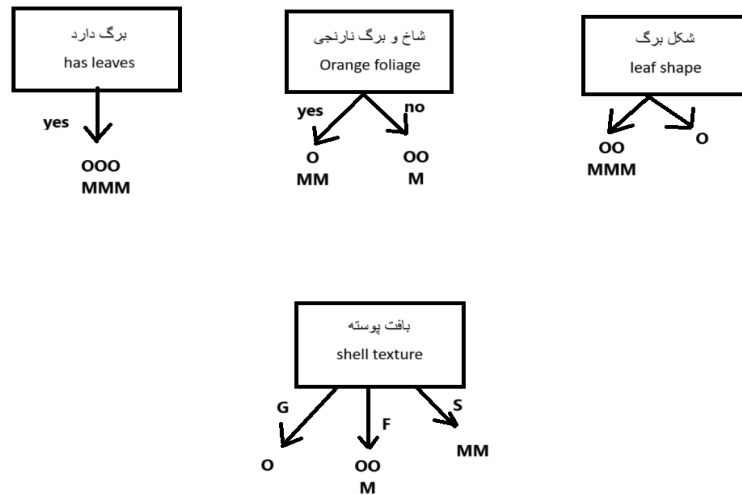 برگ دارد
has leaves
yes
OOO
MMM
شاخ و برگ نارنجی
Orange foliage
yes
no
O
MM
OO
M
شکل برگ
leaf shape
OO
MMM
O
بافت پوسته
shell texture
G
F
S
O
OO
M
MM